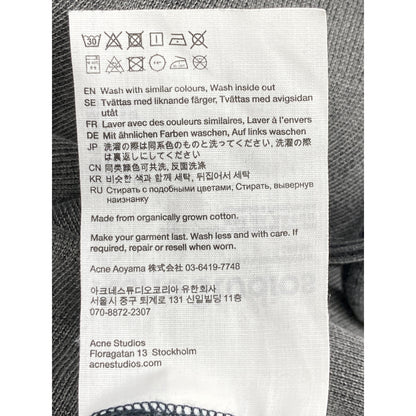 30
EN Wash with similar colours, Wash inside out
SE Tvättas med liknande färger, Tvättas med avigsidan
utåt
FR Laver avec des couleurs similaires, Laver à l'envers
DE Mit ähnlichen Farben waschen, Auf links waschen
JP 洗濯の際は同系色のものと洗ってください, 洗濯の際
は裏返しにしてください
CN 同类颜色可共洗, 反面洗涤
KR 비슷한 색과 함께 세탁, 뒤집어서 세탁
RU Стирать с подобными цветами, Стирать, вывернув
наизнанку
Made from organically grown cotton.
Make your garment last. Wash less and with care. If
required, repair or resell when worn.
Acne Aoyama 株式会社 03-6419-7748
아크네스튜디오코리아 유한회사
서울시 중구 퇴계로 131 신일빌딩 11층
070-8872-2307
Acne Studios
Floragatan 13 Stockholm
acnestudios.com